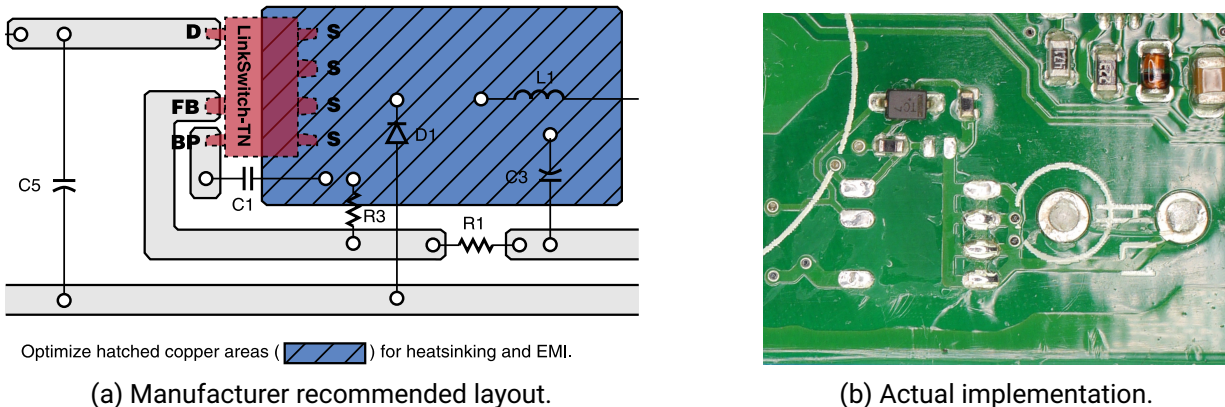 D
S
LinkSwitch-TN
S
L1
FB
S
BP
S
D1
C5
C1
C3
R3
R1
Optimize hatched copper areas ( ) for heatsinking and EMI.
(a) Manufacturer recommended layout.
(b) Actual implementation.